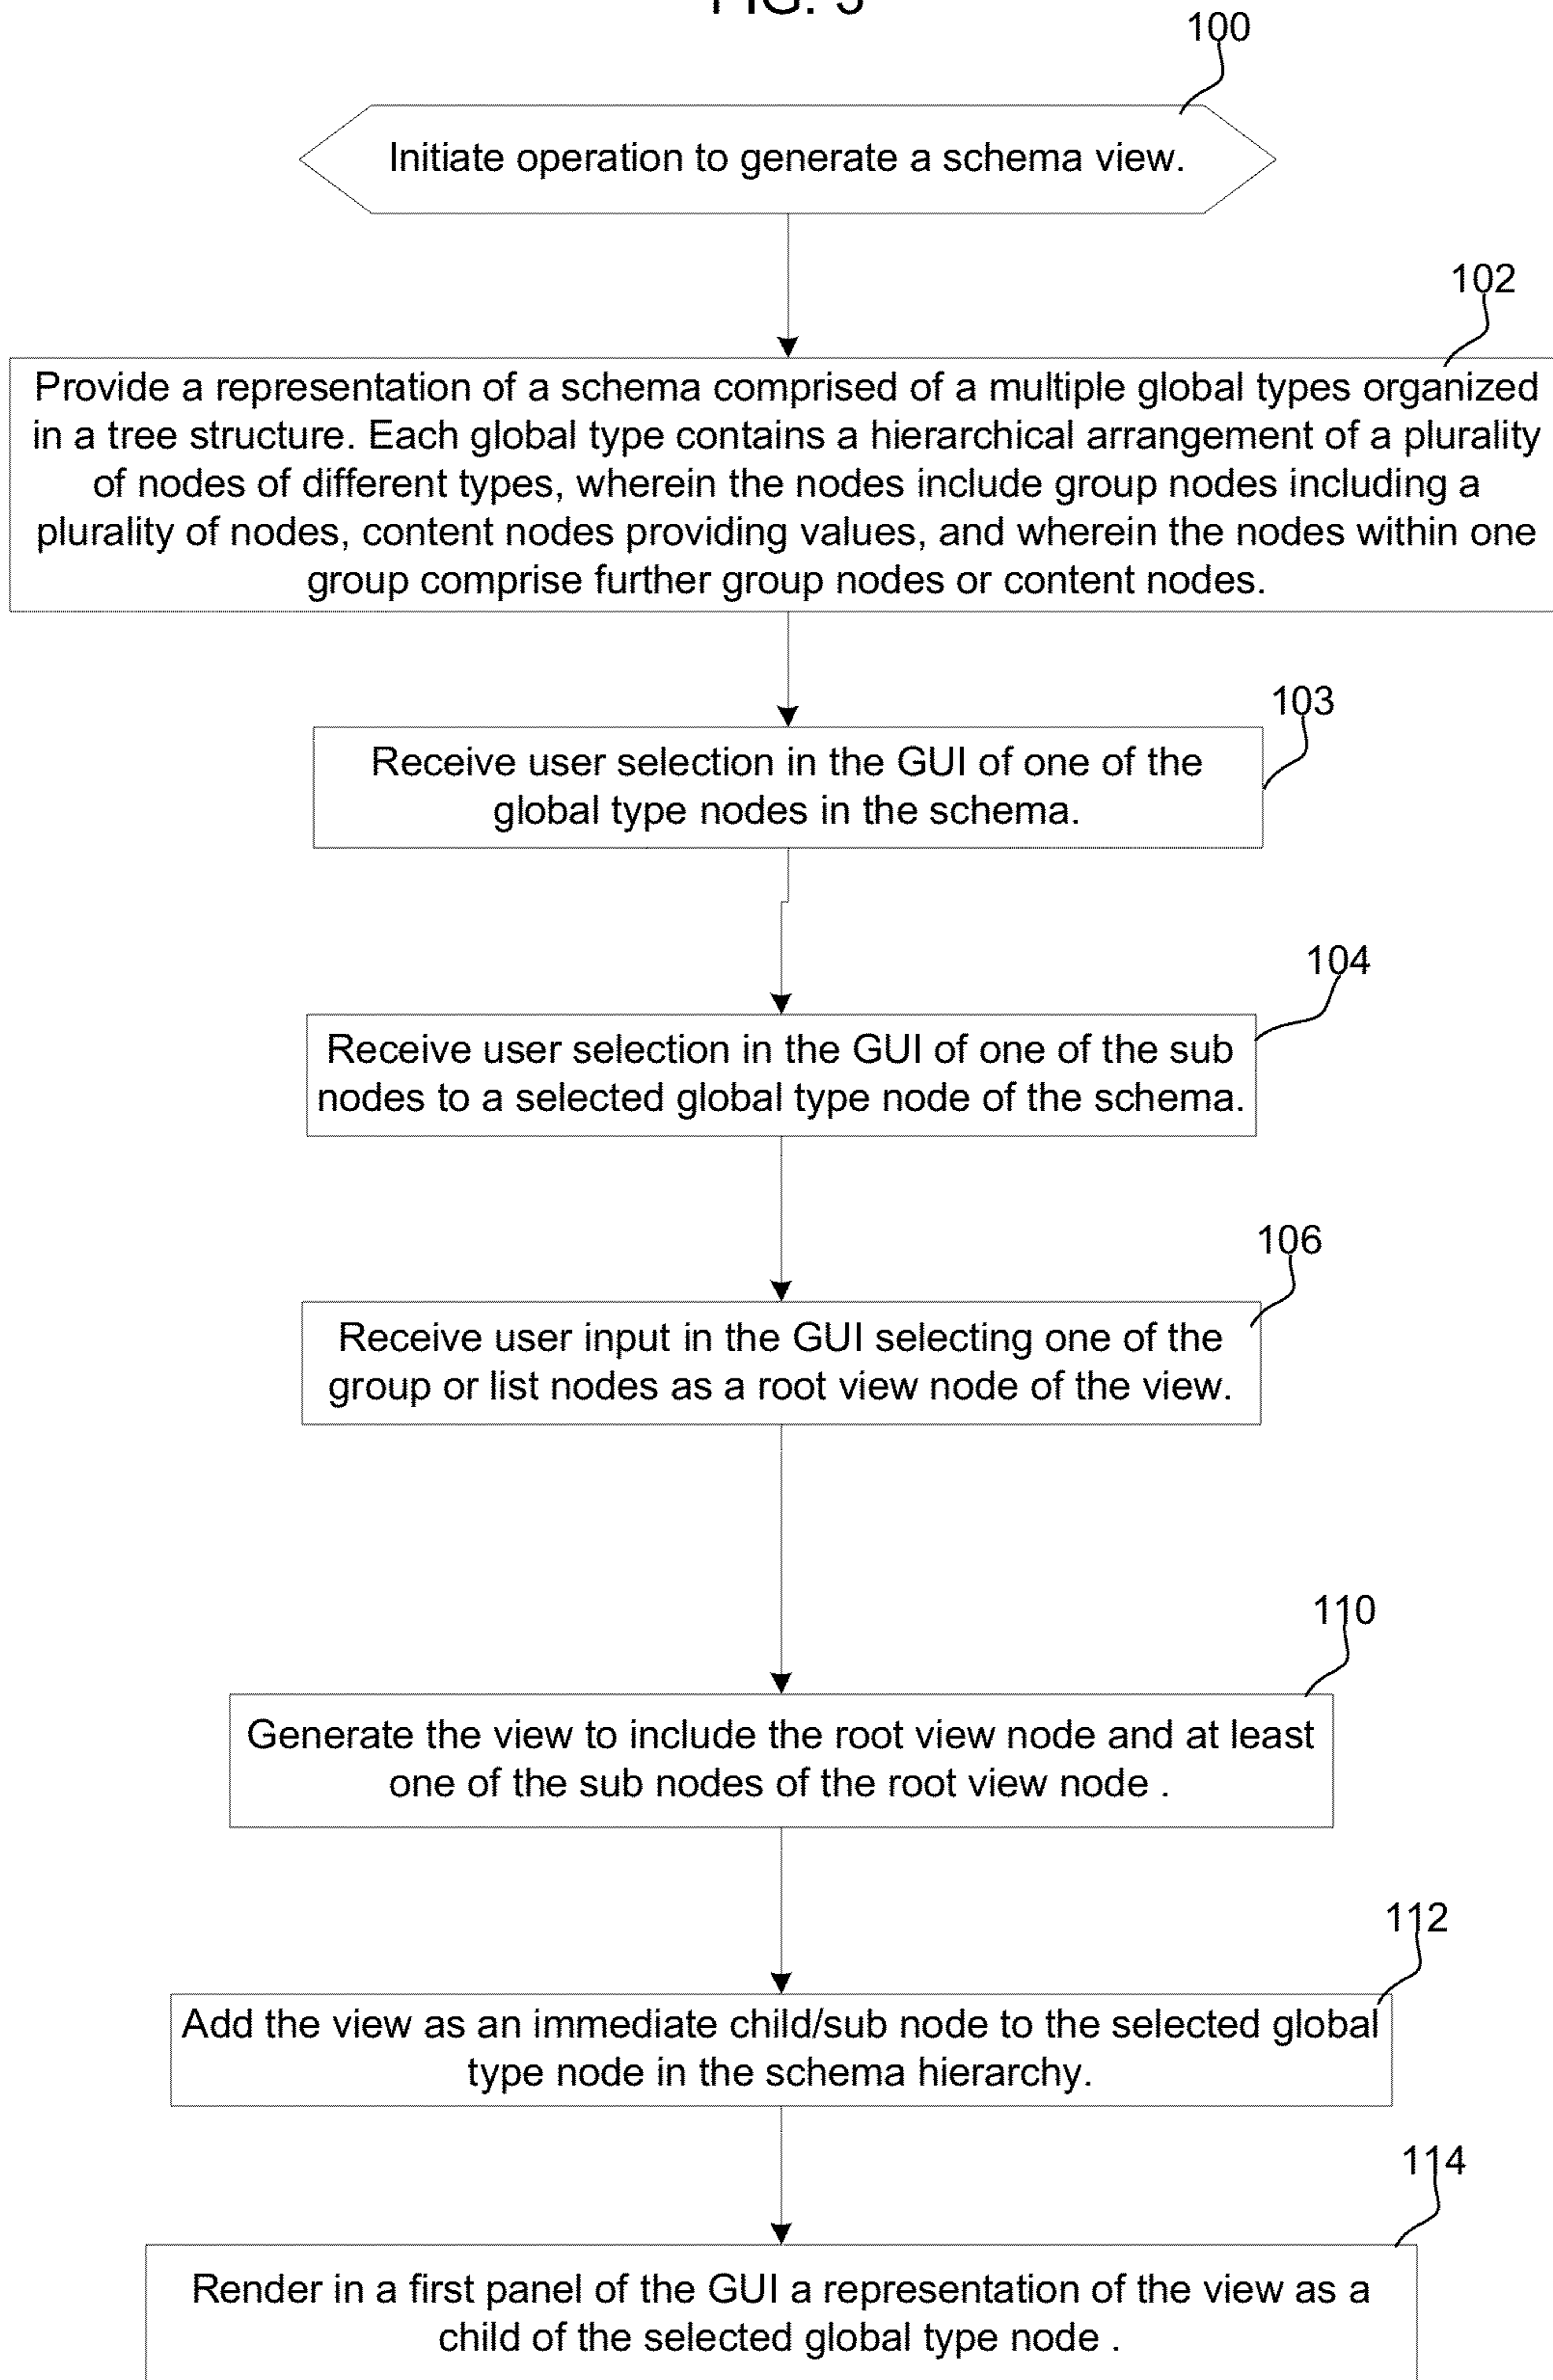 FIG. 3
100
Initiate operation to generate a schema view.
102
Provide a representation of a schema comprised of a multiple global types organized
in a tree structure. Each global type contains a hierarchical arrangement of a plurality
of nodes of different types, wherein the nodes include group nodes including a
plurality of nodes, content nodes providing values, and wherein the nodes within one
group comprise further group nodes or content nodes.
103
Receive user selection in the GUI of one of the
global type nodes in the schema.
104
Receive user selection in the GUI of one of the sub
nodes to a selected global type node of the schema.
106
Receive user input in the GUI selecting one of the
group or list nodes as a root view node of the view.
110
Generate the view to include the root view node and at least
one of the sub nodes of the root view node .
112
Add the view as an immediate child/sub node to the selected global
type node in the schema hierarchy.
114
Render in a first panel of the GUI a representation of the view as a
child of the selected global type node .